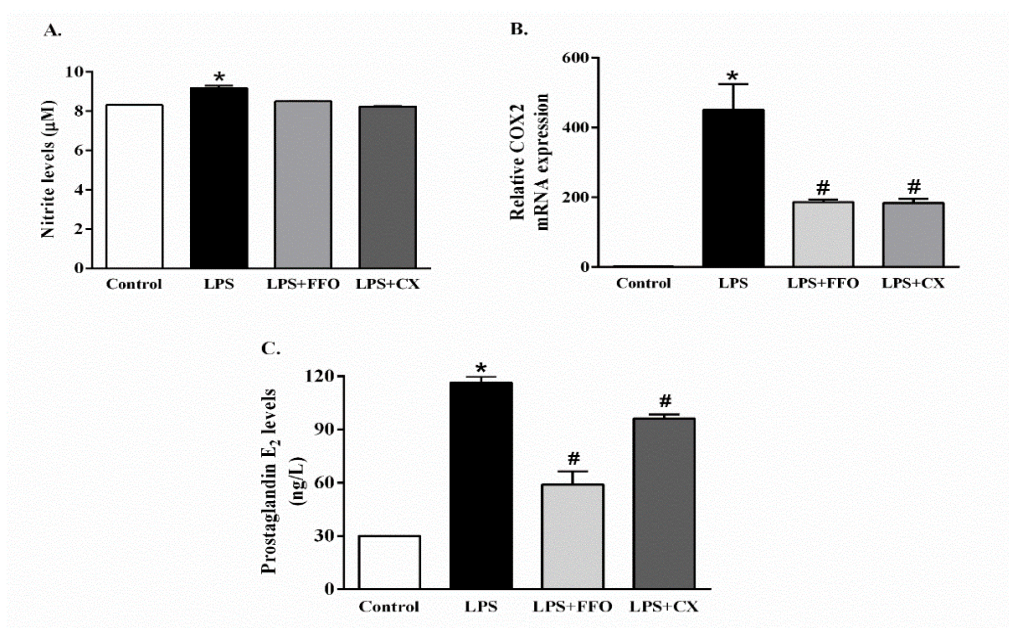 A.
Nitrite levels (μM)
10
8
6
4
2
0
*
Control LPS LPS+FFO LPS+CX
B.
Relative COX2
mRNA expression
600
400
200
0
*
# #
Control LPS LPS+FFO LPS+CX
C.
Prostaglandin E₂ levels
(ng/L)
120
90
60
30
0
*
#
#
Control LPS LPS+FFO LPS+CX